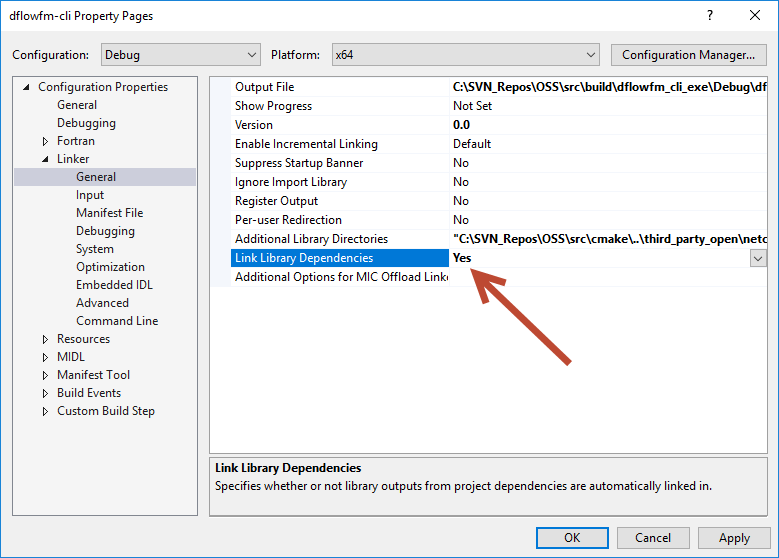 dflowfm-cli Property Pages
Configuration: Debug Platform: x64 Configuration Manager...
Configuration Properties
General
Debugging
Fortran
Linker
General
Input
Manifest File
Debugging
System
Optimization
Embedded IDL
Advanced
Command Line
Resources
MIDL
Manifest Tool
Build Events
Custom Build Step
Output File C:\SVN_Repos\OSS\src\build\dflowfm_cli_exe\Debug\df
Show Progress Not Set
Version 0.0
Enable Incremental Linking Default
Suppress Startup Banner No
Ignore Import Library No
Register Output No
Per-user Redirection No
Additional Library Directories "C:\SVN_Repos\OSS\src\cmake\..\third_party_open\netc
Link Library Dependencies Yes
Additional Options for MIC Offload Linke
Link Library Dependencies
Specifies whether or not library outputs from project dependencies are automatically linked in.
OK Cancel Apply